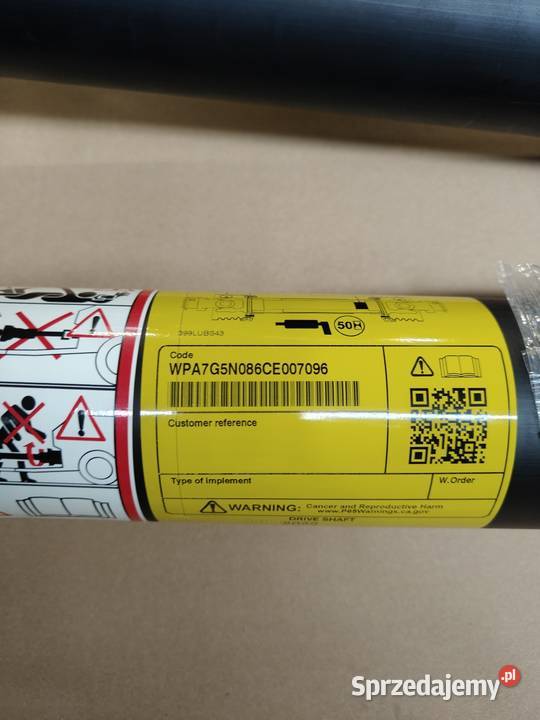 399LUBS43
50H
Code
WPA7G5N086CE007096
Customer reference
Type of implement
W.Order
WARNING: Cancer and Reproductive Harm
www.P65Warnings.ca.gov
DRIVE SHAFT
Sprzedajemy.pl